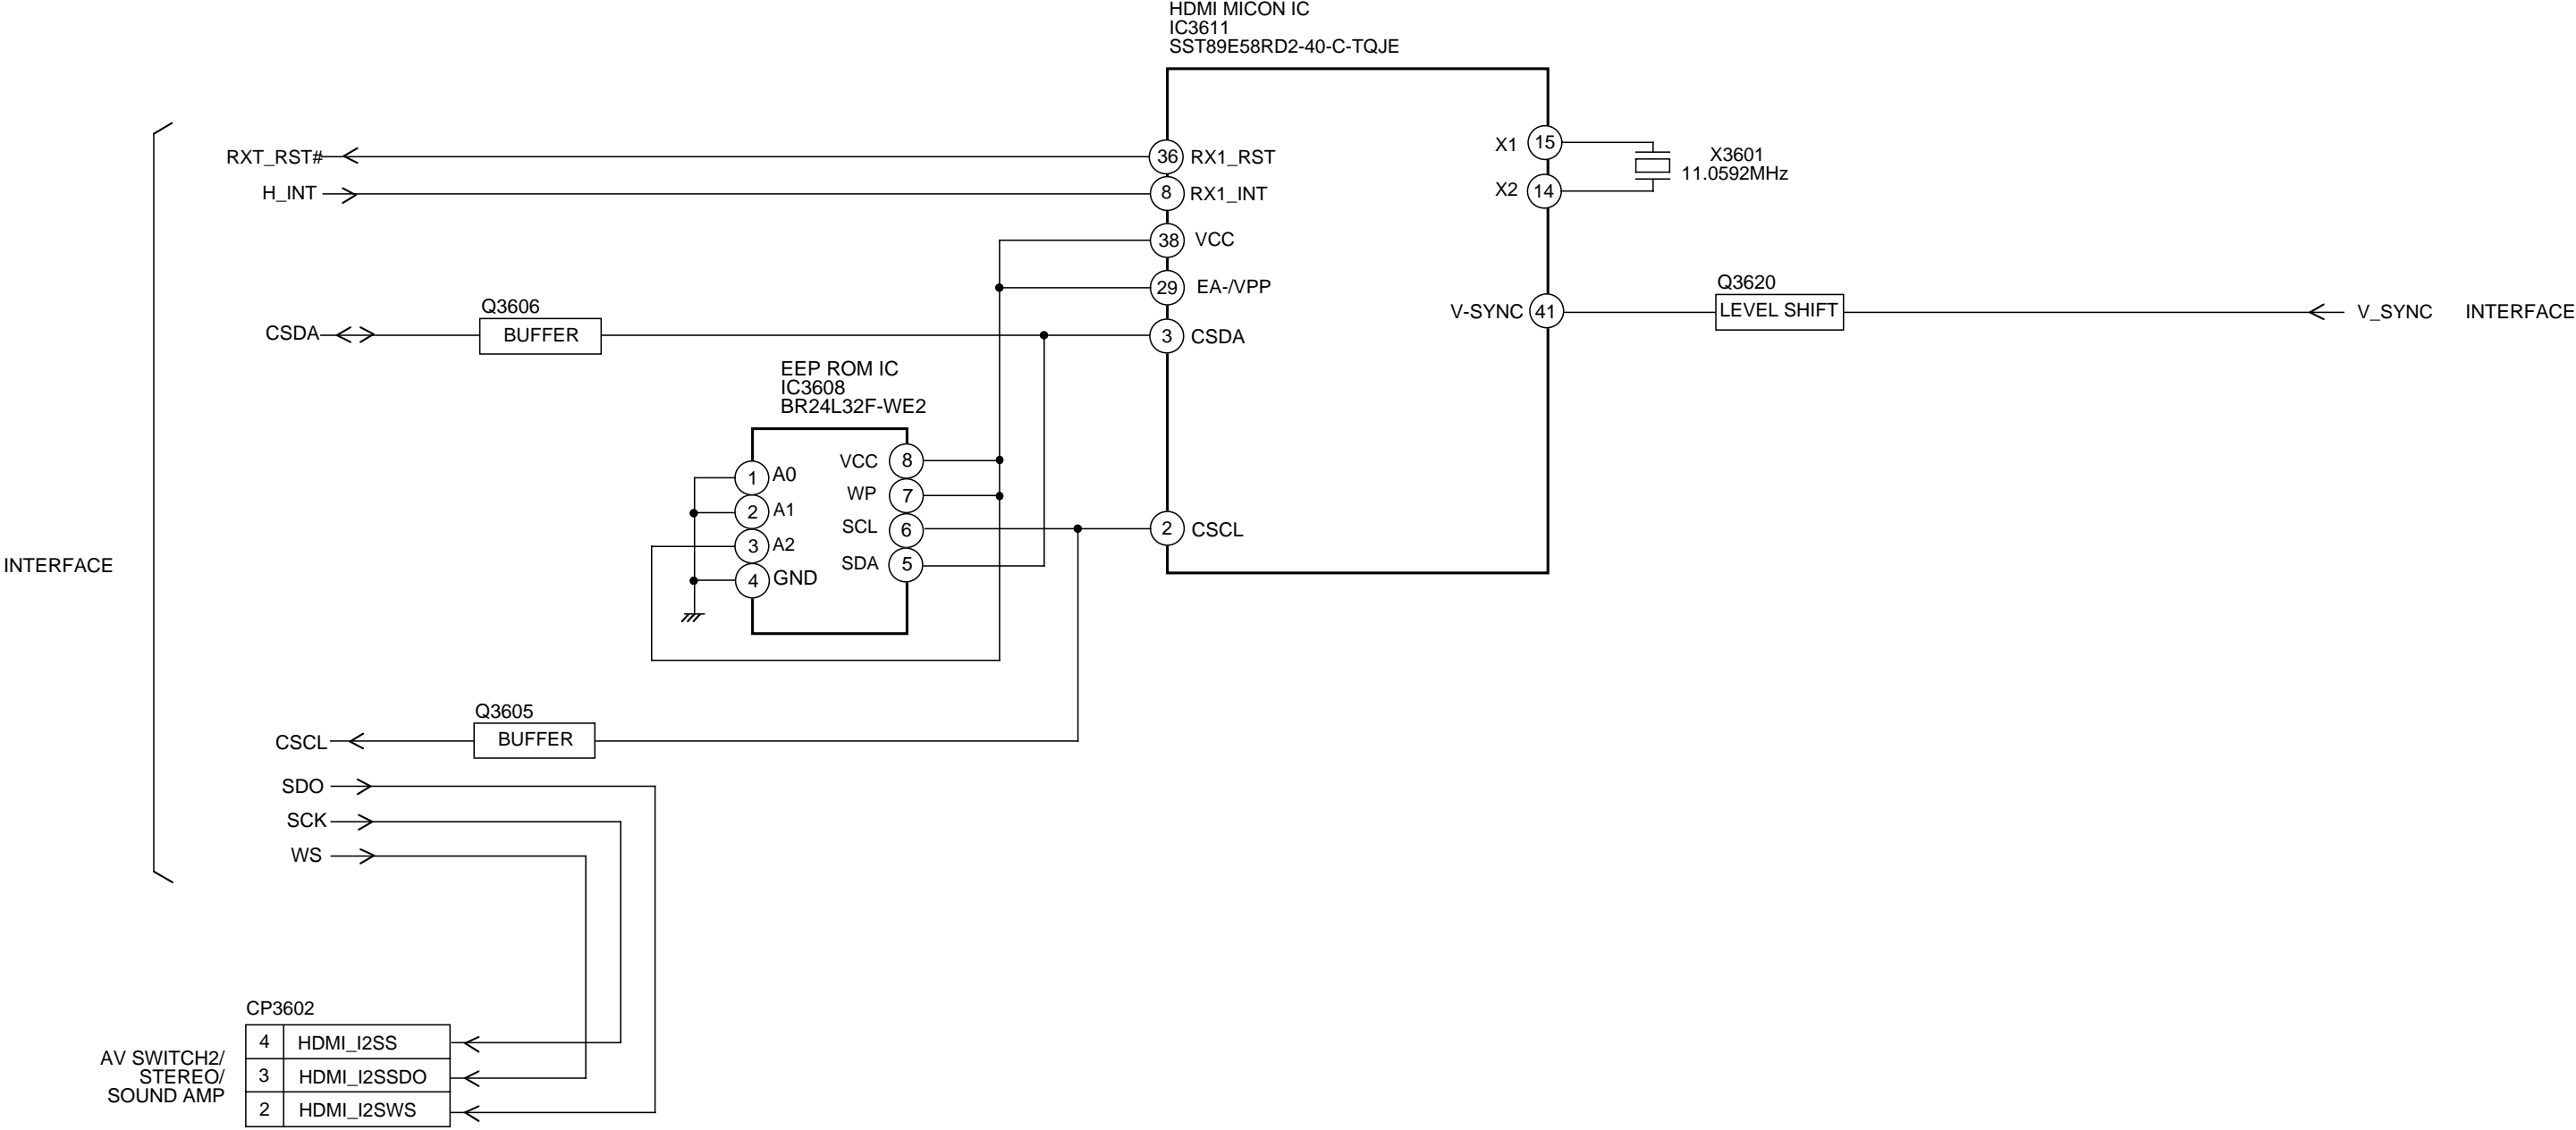 HDMI MICON IC
IC3611
SST89E58RD2-40-C-TQJE
RXT_RST#
36 RX1_RST
X1 15
X3601
11.0592MHz
H_INT
8 RX1_INT
X2 14
38 VCC
29 EA-/VPP
Q3606
Q3620
CSDA
BUFFER
3 CSDA
V-SYNC 41
LEVEL SHIFT
V_SYNC INTERFACE
EEP ROM IC
IC3608
BR24L32F-WE2
1 A0
VCC 8
2 A1
WP 7
3 A2
SCL 6
2 CSCL
4 GND
SDA 5
INTERFACE
Q3605
CSCL
BUFFER
SDO
SCK
WS
CP3602
AV SWITCH2/
STEREO/
SOUND AMP
4 HDMI_I2SS
3 HDMI_I2SSDO
2 HDMI_I2SWS